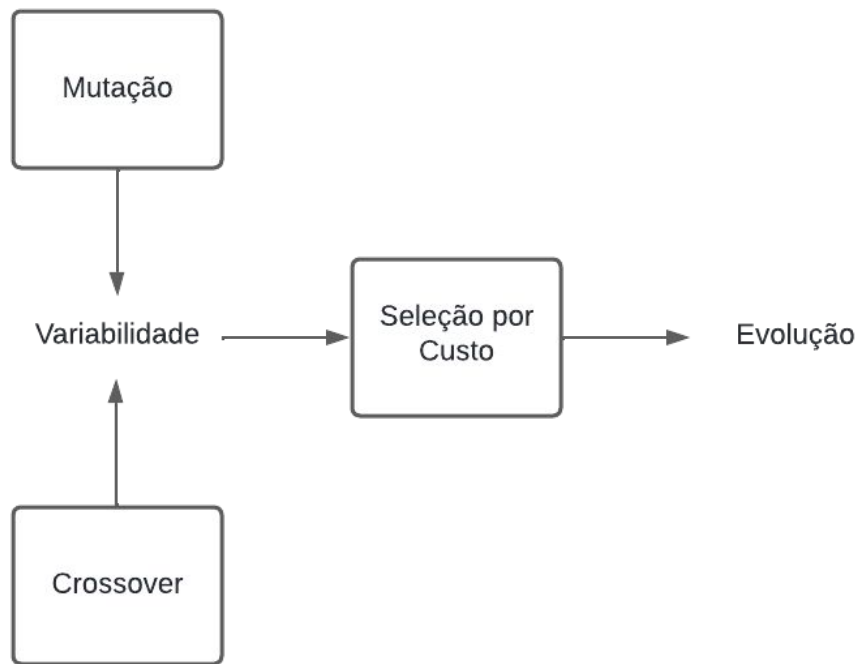 Mutação
Variabilidade
Seleção por
Custo
Evolução
Crossover